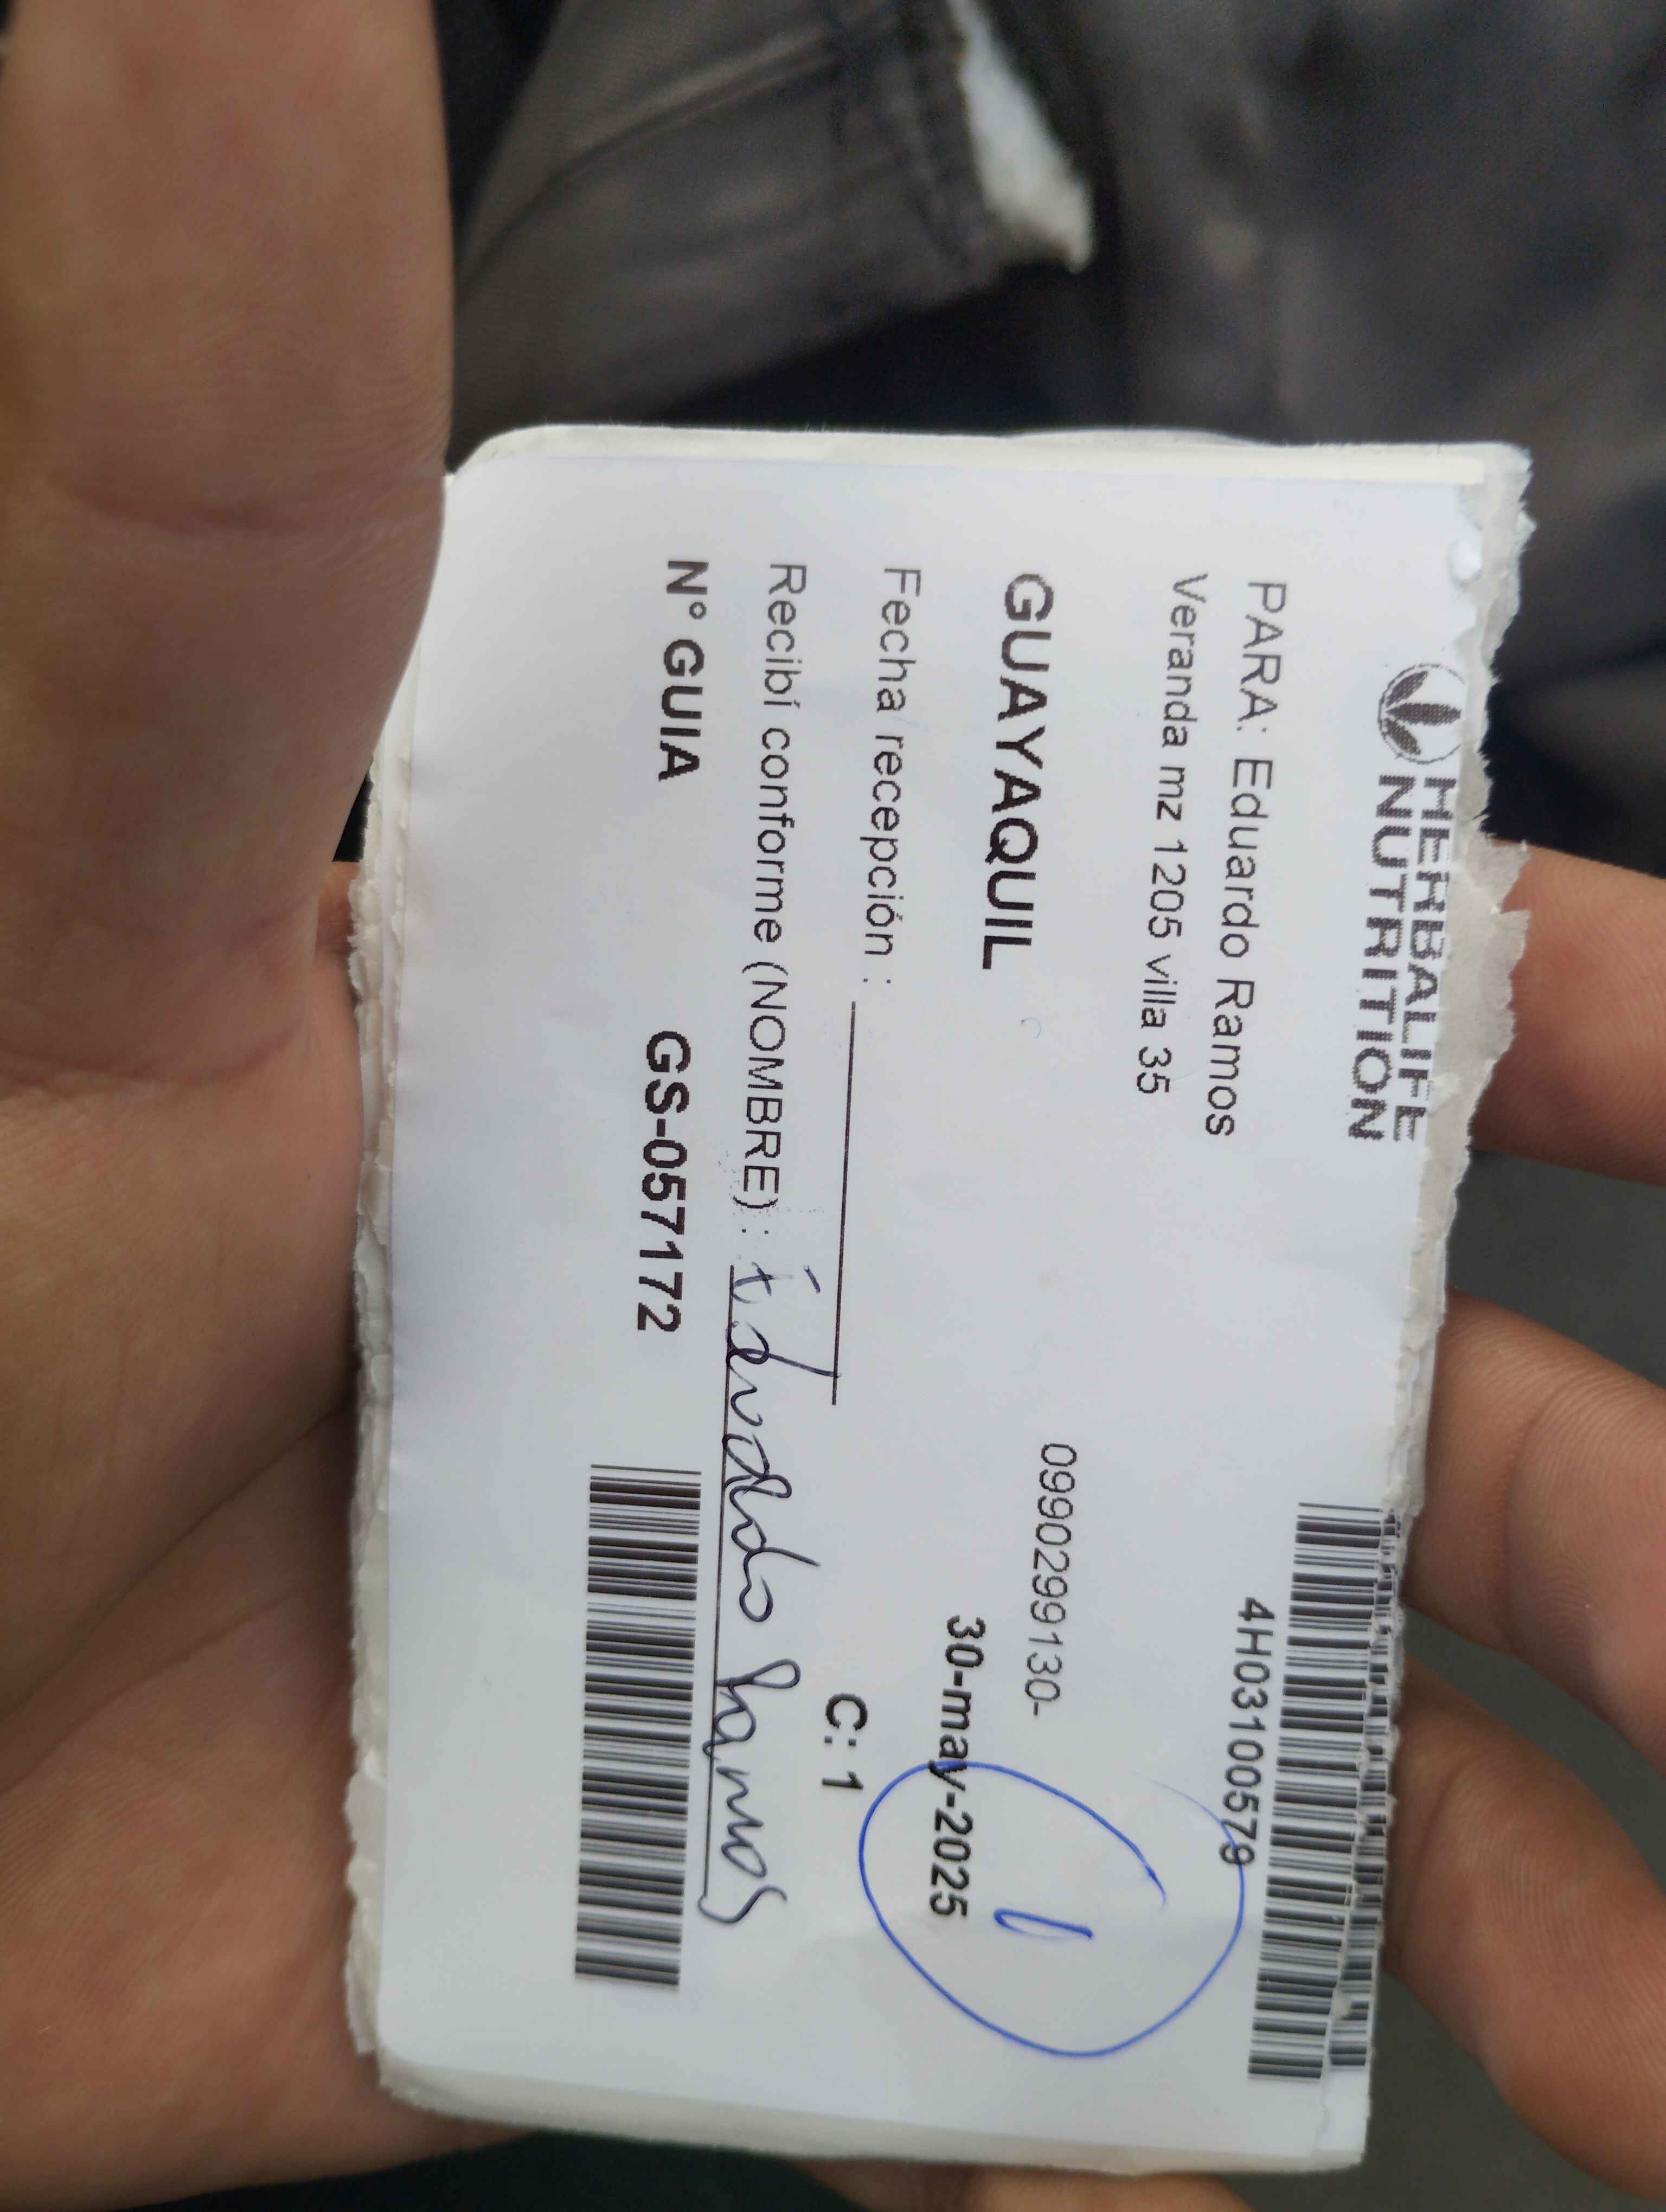 HERBALIFE
NUTRITION
4H03100579
PARA: Eduardo Ramos
Veranda mz 1205 villa 35
0990299130-
GUAYAQUIL
30-may-2025
1
Fecha recepción :
C: 1
Recibí conforme (NOMBRE) : Eduardo Ramos
N° GUIA GS-057172